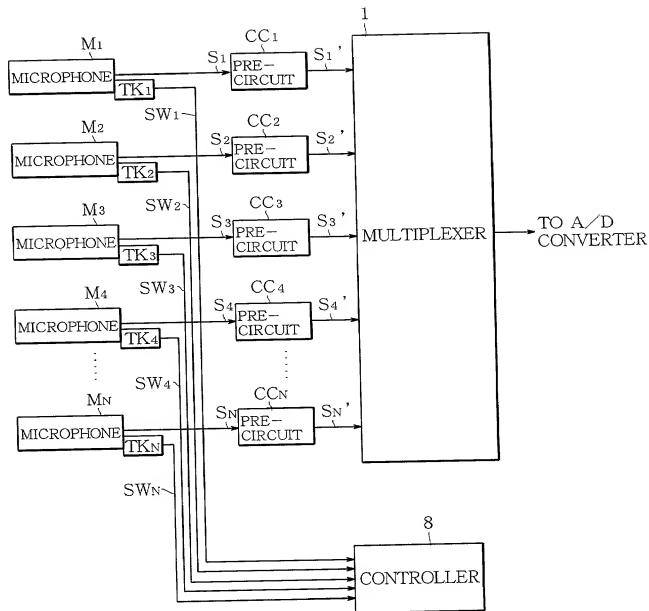 1
M1
MICROPHONE
TK1
S1
CC1
PRE-
CIRCUIT
S1'
SW1
M2
MICROPHONE
TK2
S2
CC2
PRE-
CIRCUIT
S2'
SW2
M3
MICROPHONE
TK3
S3
CC3
PRE-
CIRCUIT
S3'
MULTIPLEXER
TO A/D
CONVERTER
SW3
M4
MICROPHONE
TK4
S4
CC4
PRE-
CIRCUIT
S4'
SW4
MN
MICROPHONE
TKN
SN
CCN
PRE-
CIRCUIT
SN'
SWN
8
CONTROLLER